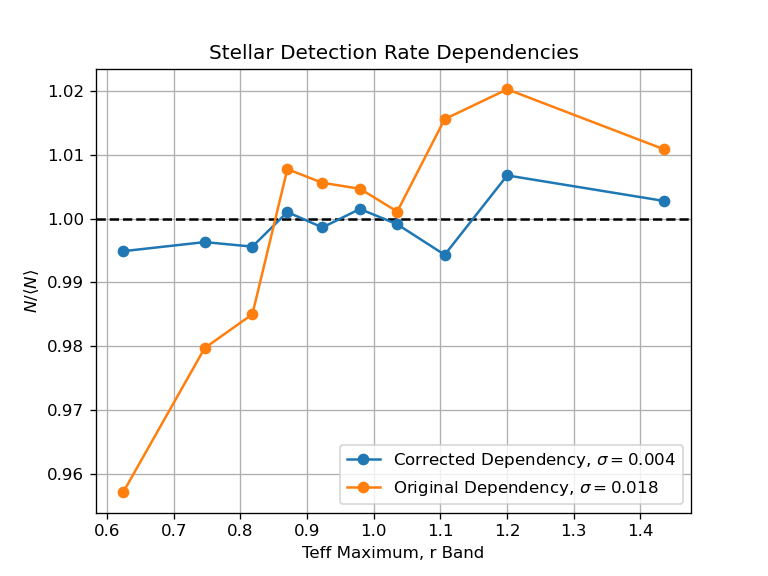 Stellar Detection Rate Dependencies
1.02
1.01
1.00
0.99
0.98
0.97
0.96
N/⟨N⟩
Corrected Dependency, σ = 0.004
Original Dependency, σ = 0.018
0.6 0.7 0.8 0.9 1.0 1.1 1.2 1.3 1.4
Teff Maximum, r Band